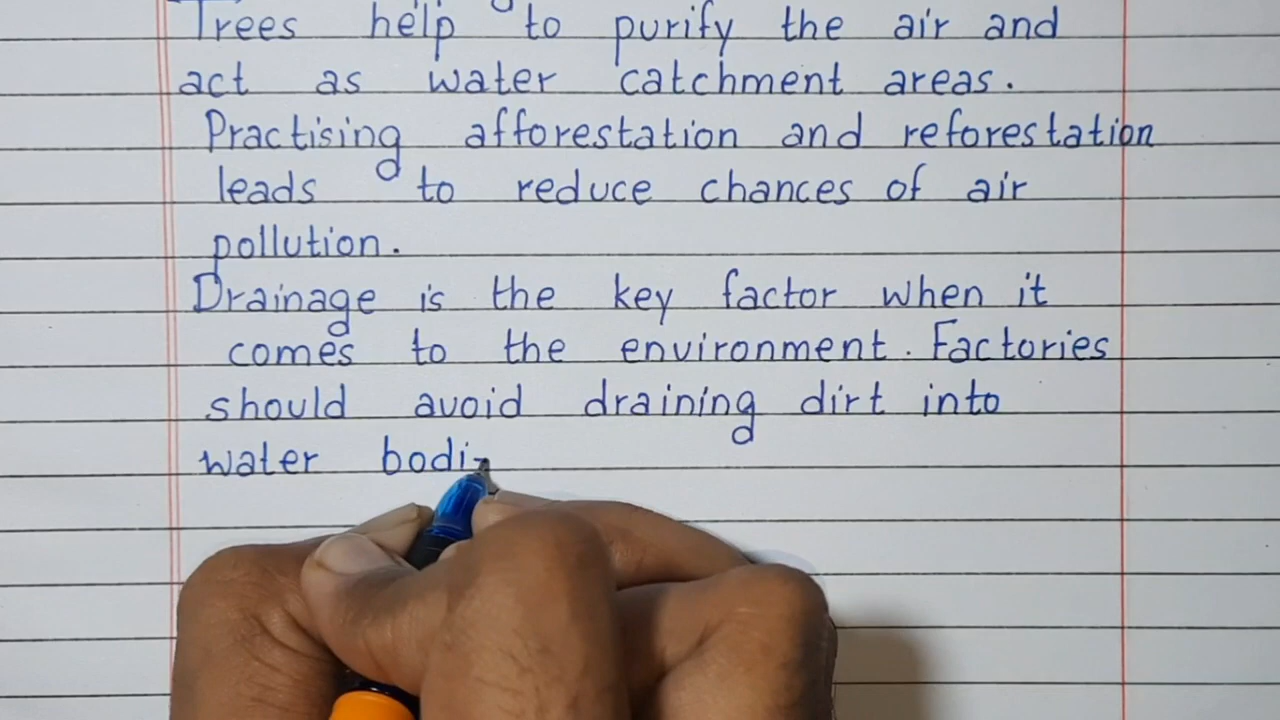 Trees help to purify the air and
act as water catchment areas.
Practising afforestation and reforestation
leads to reduce chances of air
pollution.
Drainage is the key factor when it
comes to the environment. Factories
should avoid draining dirt into
water bodi